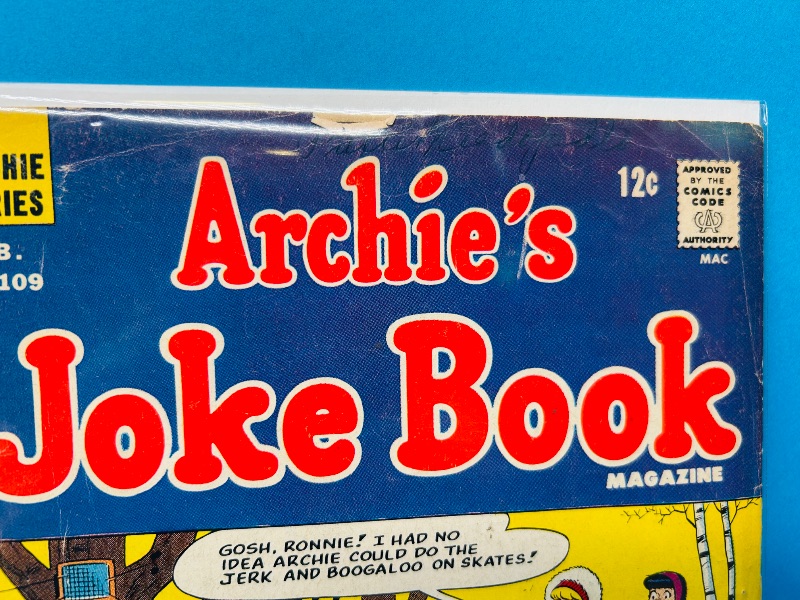 HIE
RIES
B.
109
Archie's
12¢
APPROVED
BY THE
COMICS
CODE
AUTHORITY
MAC
Joke Book
MAGAZINE
GOSH, RONNIE! I HAD NO
IDEA ARCHIE COULD DO THE
JERK AND BOOGALOO ON SKATES!